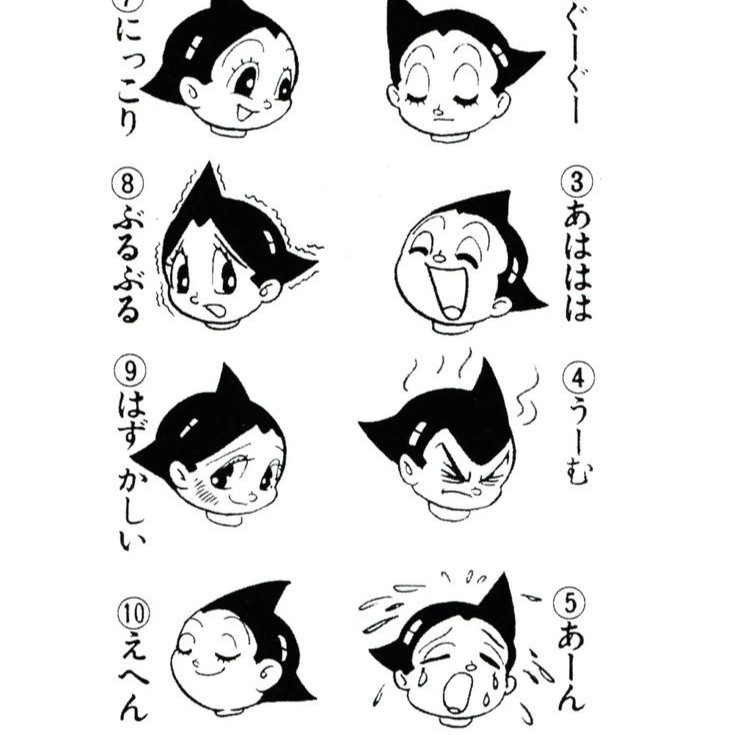 ぐーぐー
③あははは
④うーむ
⑤あーん
⑦にっこり
⑧ぶるぶる
⑨はずかしい
⑩えへん